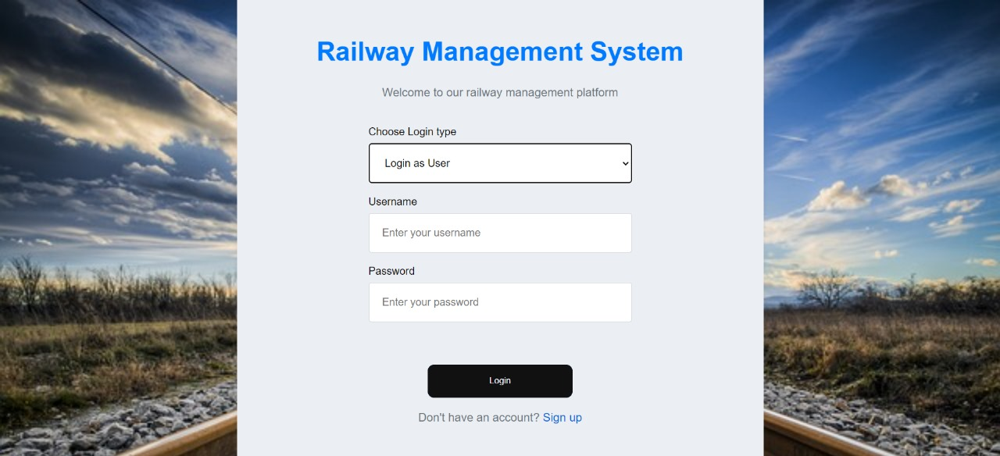 Railway Management System
Welcome to our railway management platform
Choose Login type
Login as User
Username
Enter your username
Password
Enter your password
Login
Don't have an account? Sign up